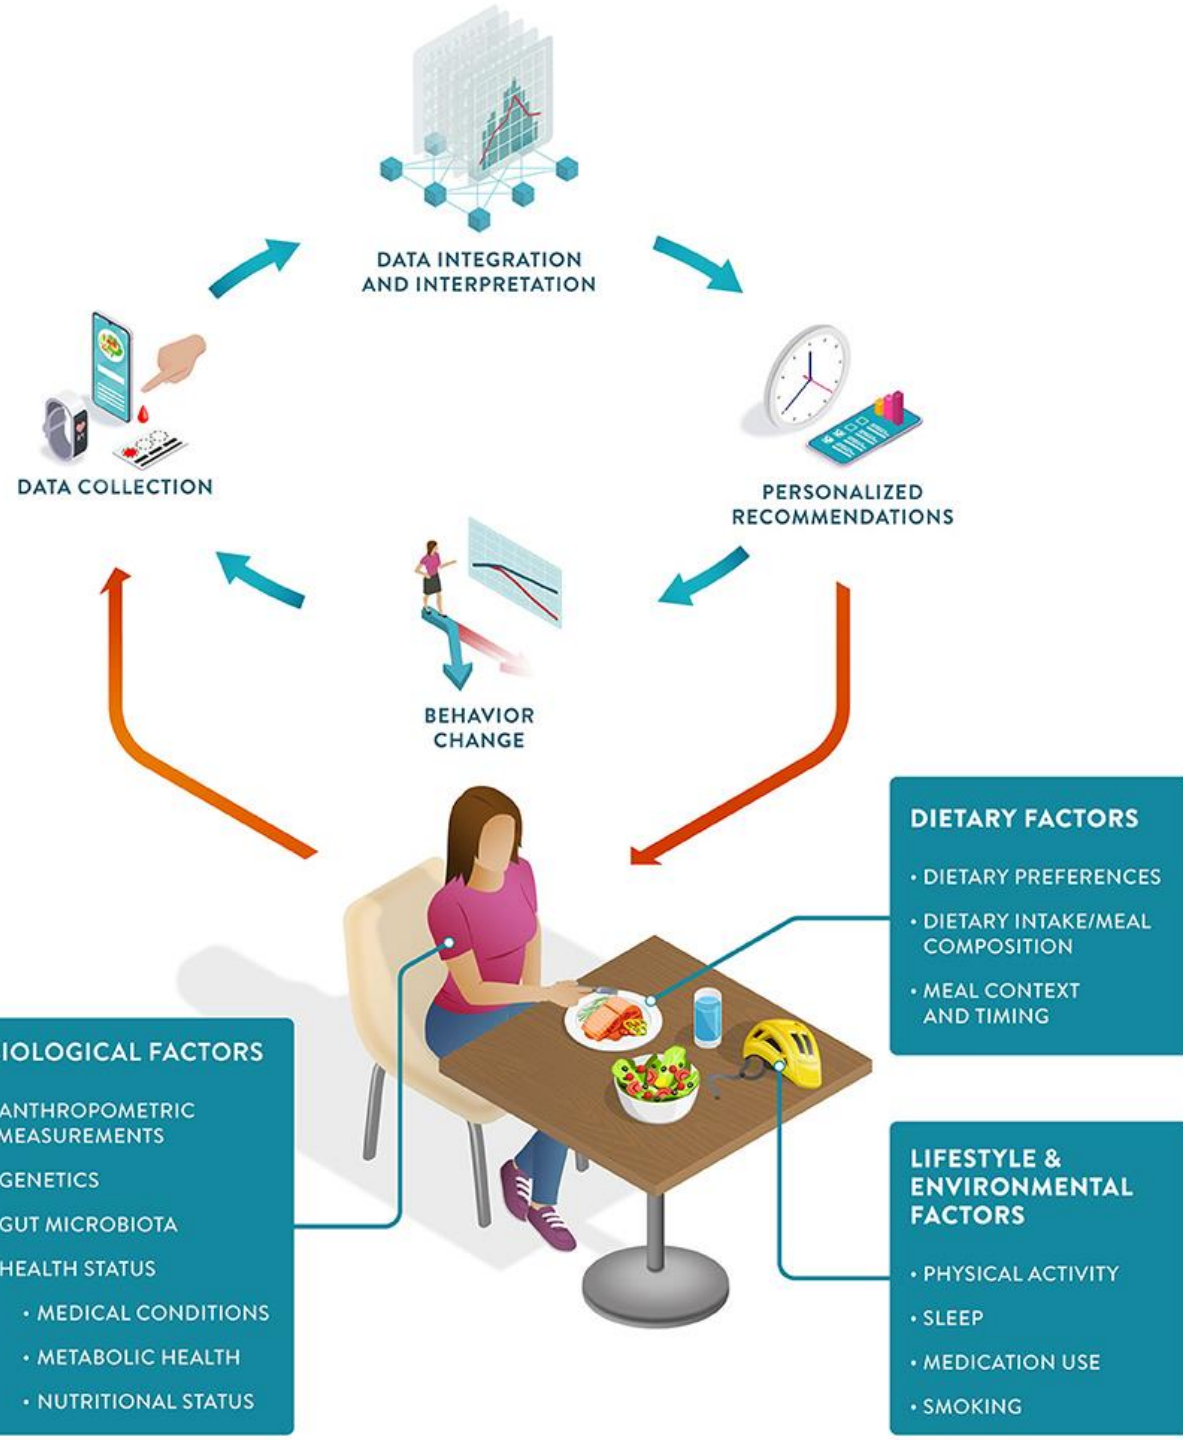 DATA INTEGRATION
AND INTERPRETATION
DATA COLLECTION
PERSONALIZED
RECOMMENDATIONS
BEHAVIOR
CHANGE
DIETARY FACTORS
• DIETARY PREFERENCES
• DIETARY INTAKE/MEAL
COMPOSITION
• MEAL CONTEXT
AND TIMING
IOLOGICAL FACTORS
ANTHROPOMETRIC
MEASUREMENTS
GENETICS
GUT MICROBIOTA
HEALTH STATUS
• MEDICAL CONDITIONS
• METABOLIC HEALTH
• NUTRITIONAL STATUS
LIFESTYLE &
ENVIRONMENTAL
FACTORS
• PHYSICAL ACTIVITY
• SLEEP
• MEDICATION USE
• SMOKING